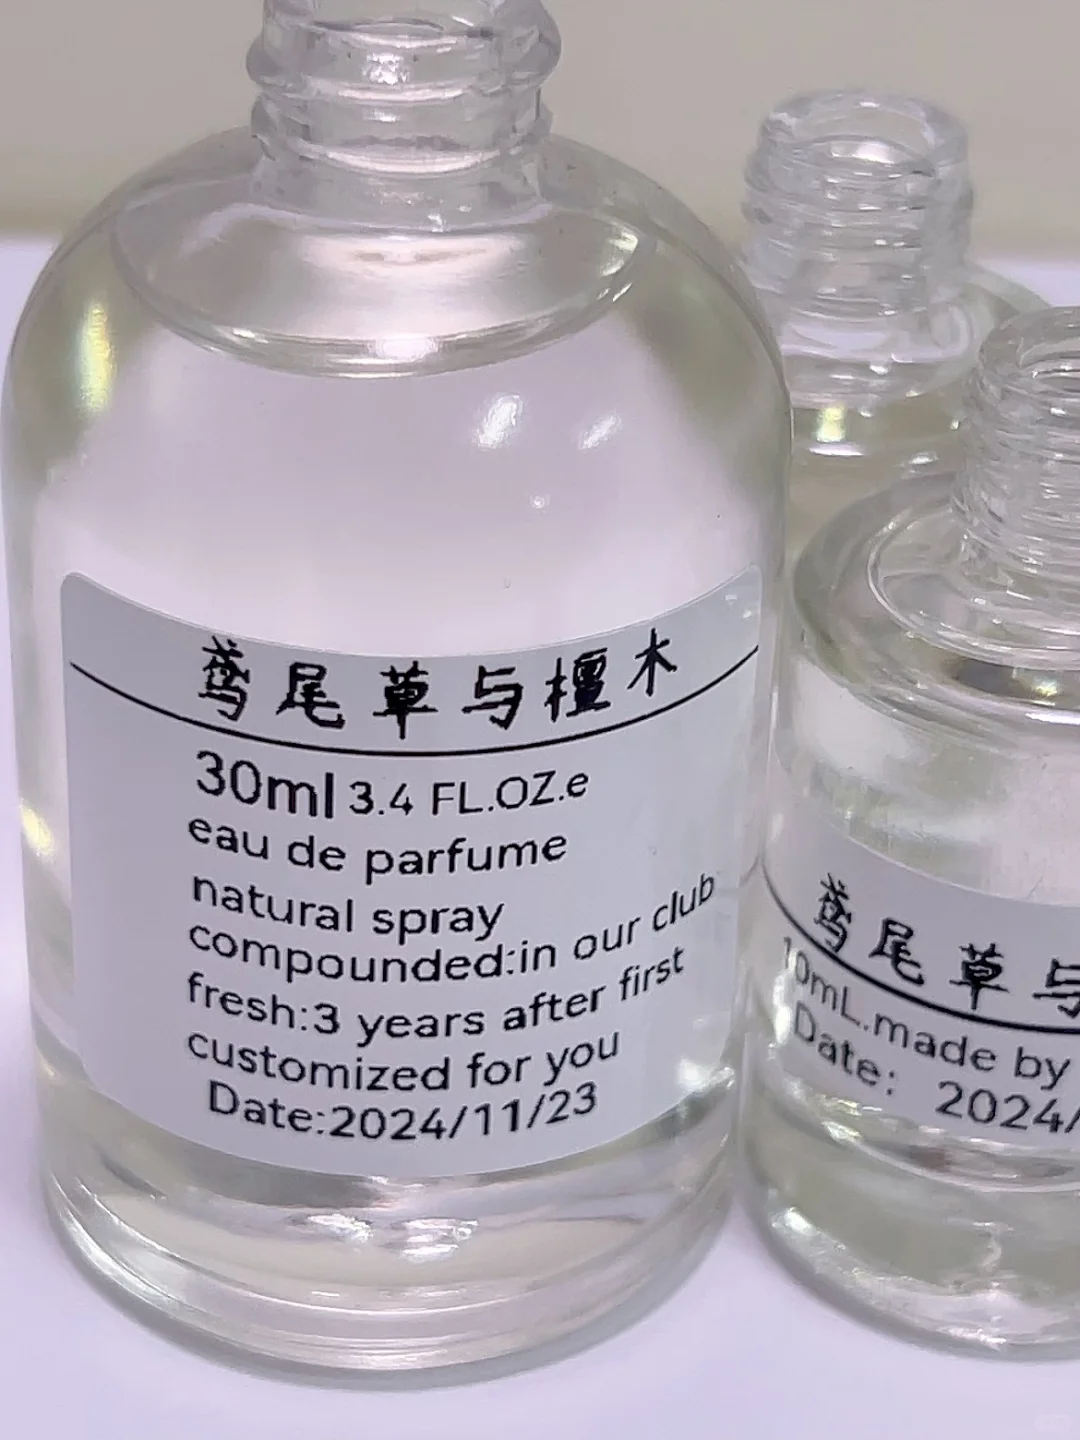 鸢尾草与檀木
30ml 3.4 FL.OZ.e
eau de parfume
natural spray
compounded:in our club
fresh:3 years after first
customized for you
Date:2024/11/23
鸢尾草与
10mL.made by
Date： 2024/